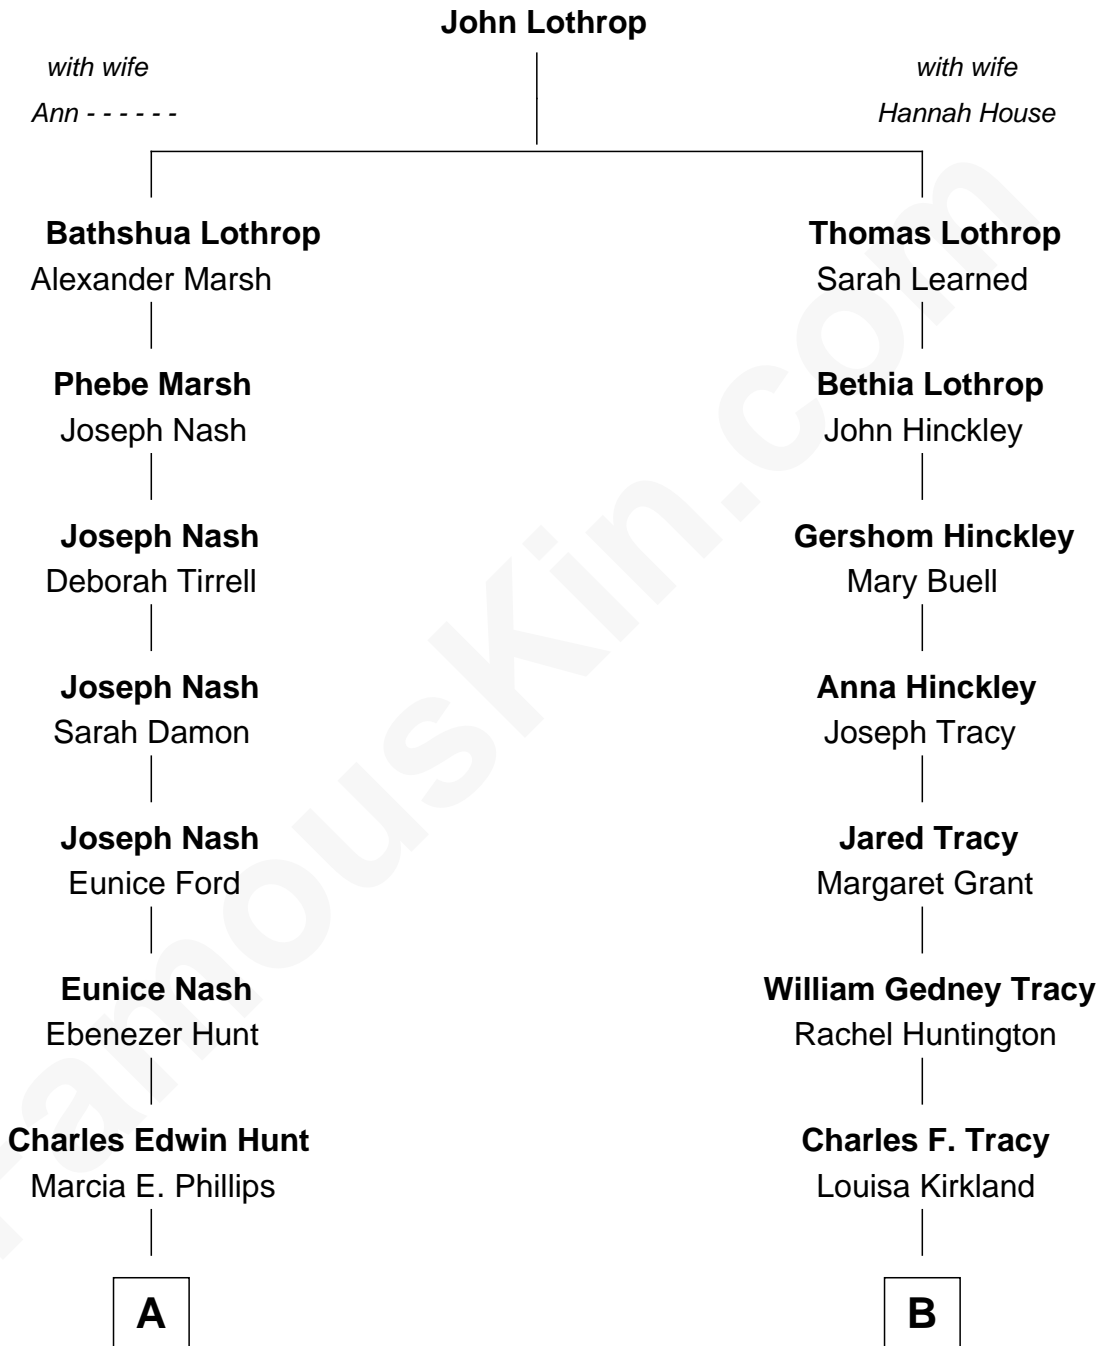 John Lothrop
with wife
Ann - - - - - -
with wife
Hannah House
Bathshua Lothrop
Alexander Marsh
Thomas Lothrop
Sarah Learned
Phebe Marsh
Joseph Nash
Bethia Lothrop
John Hinckley
Joseph Nash
Deborah Tirrell
Gershom Hinckley
Mary Buell
Joseph Nash
Sarah Damon
Anna Hinckley
Joseph Tracy
Joseph Nash
Eunice Ford
Jared Tracy
Margaret Grant
Eunice Nash
Ebenezer Hunt
William Gedney Tracy
Rachel Huntington
Charles Edwin Hunt
Marcia E. Phillips
Charles F. Tracy
Louisa Kirkland
A
B
FamousKin.com